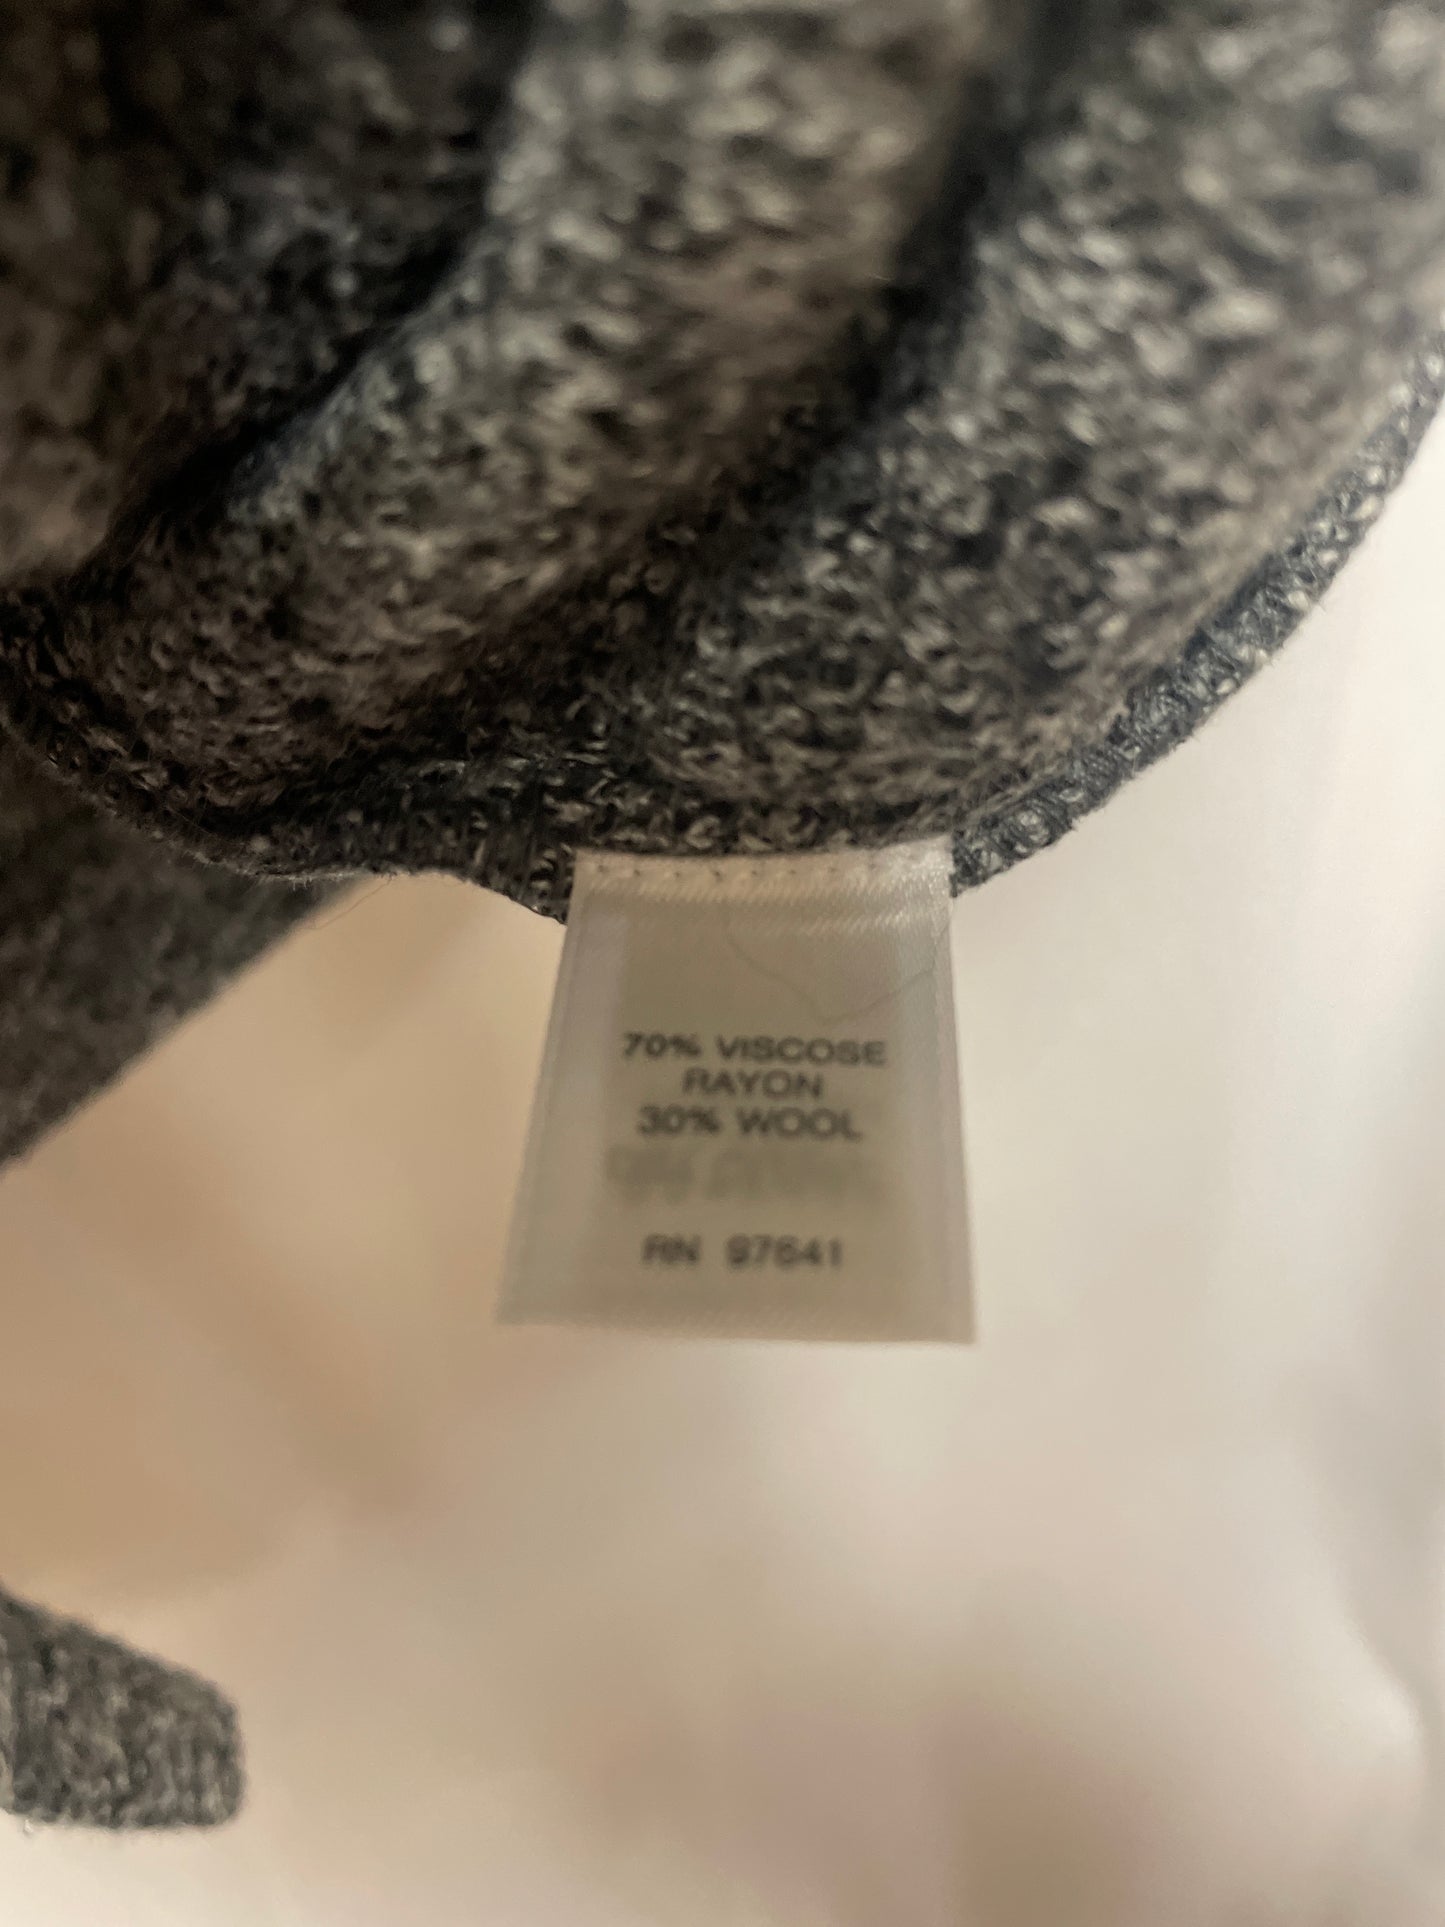 70% VISCOSE
RAYON
30% WOOL
RN 97641